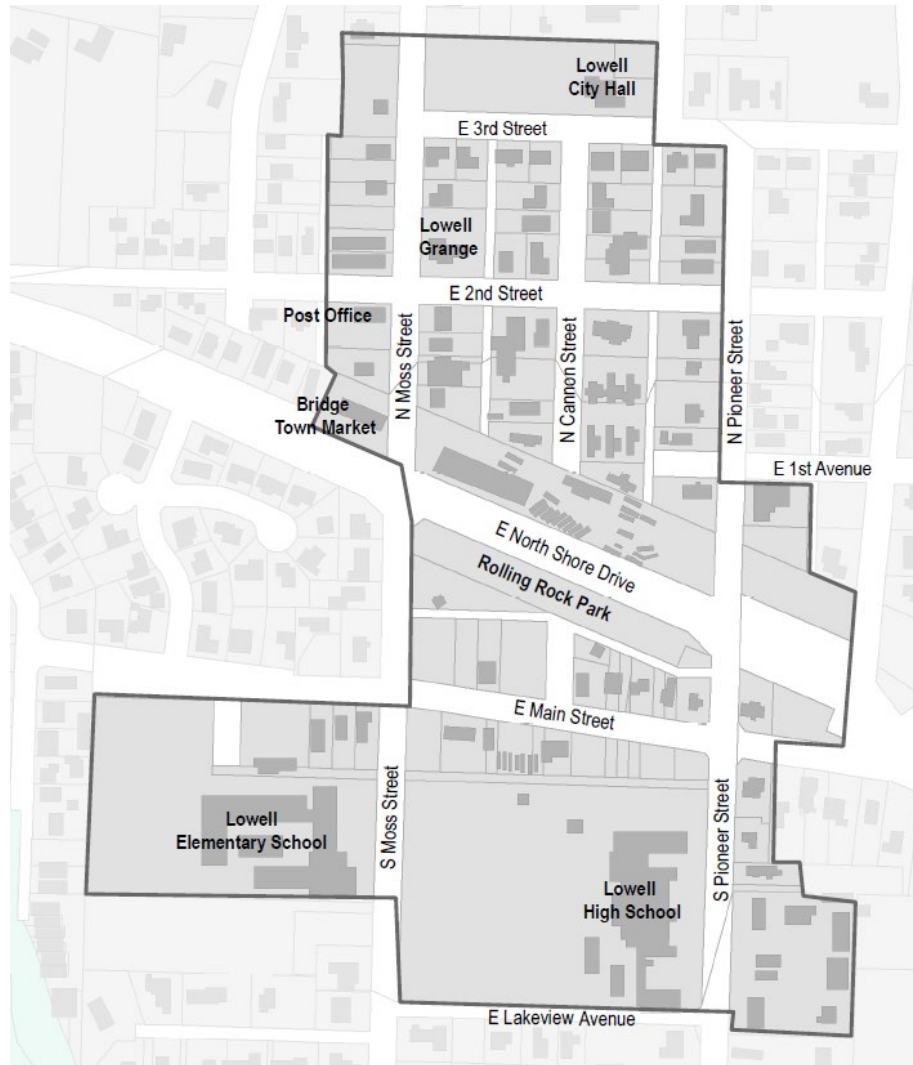 Lowell
City Hall
E 3rd Street
Lowell
Grange
E 2nd Street
Post Office
N Moss Street
N Cannon Street
N Pioneer Street
Bridge
Town Market
E 1st Avenue
E North Shore Drive
Rolling Rock Park
E Main Street
S Moss Street
Lowell
Elementary School
S Pioneer Street
Lowell
High School
E Lakeview Avenue